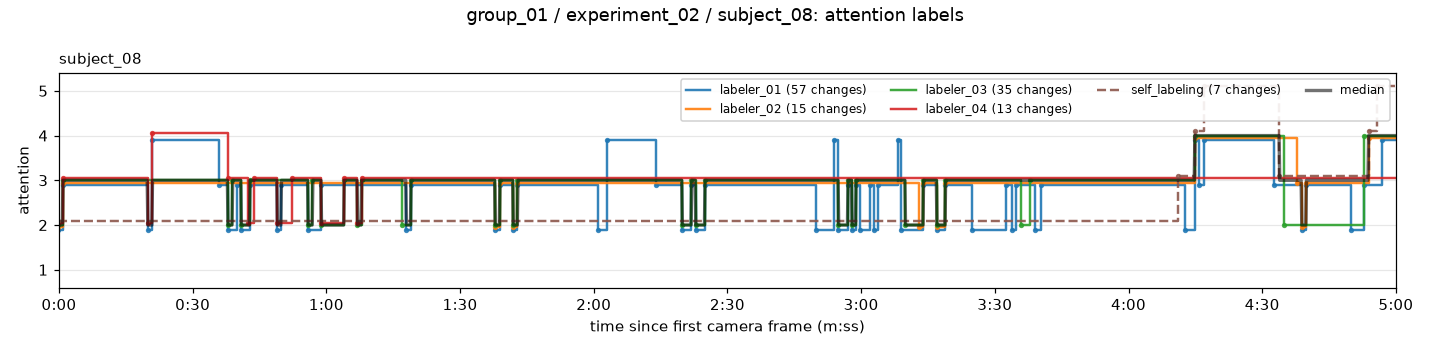 group_01 / experiment_02 / subject_08: attention labels
subject_08
labeler_01 (57 changes)
labeler_02 (15 changes)
labeler_03 (35 changes)
labeler_04 (13 changes)
self_labeling (7 changes)
median
attention
5
4
3
2
1
0:00 0:30 1:00 1:30 2:00 2:30 3:00 3:30 4:00 4:30 5:00
time since first camera frame (m:ss)